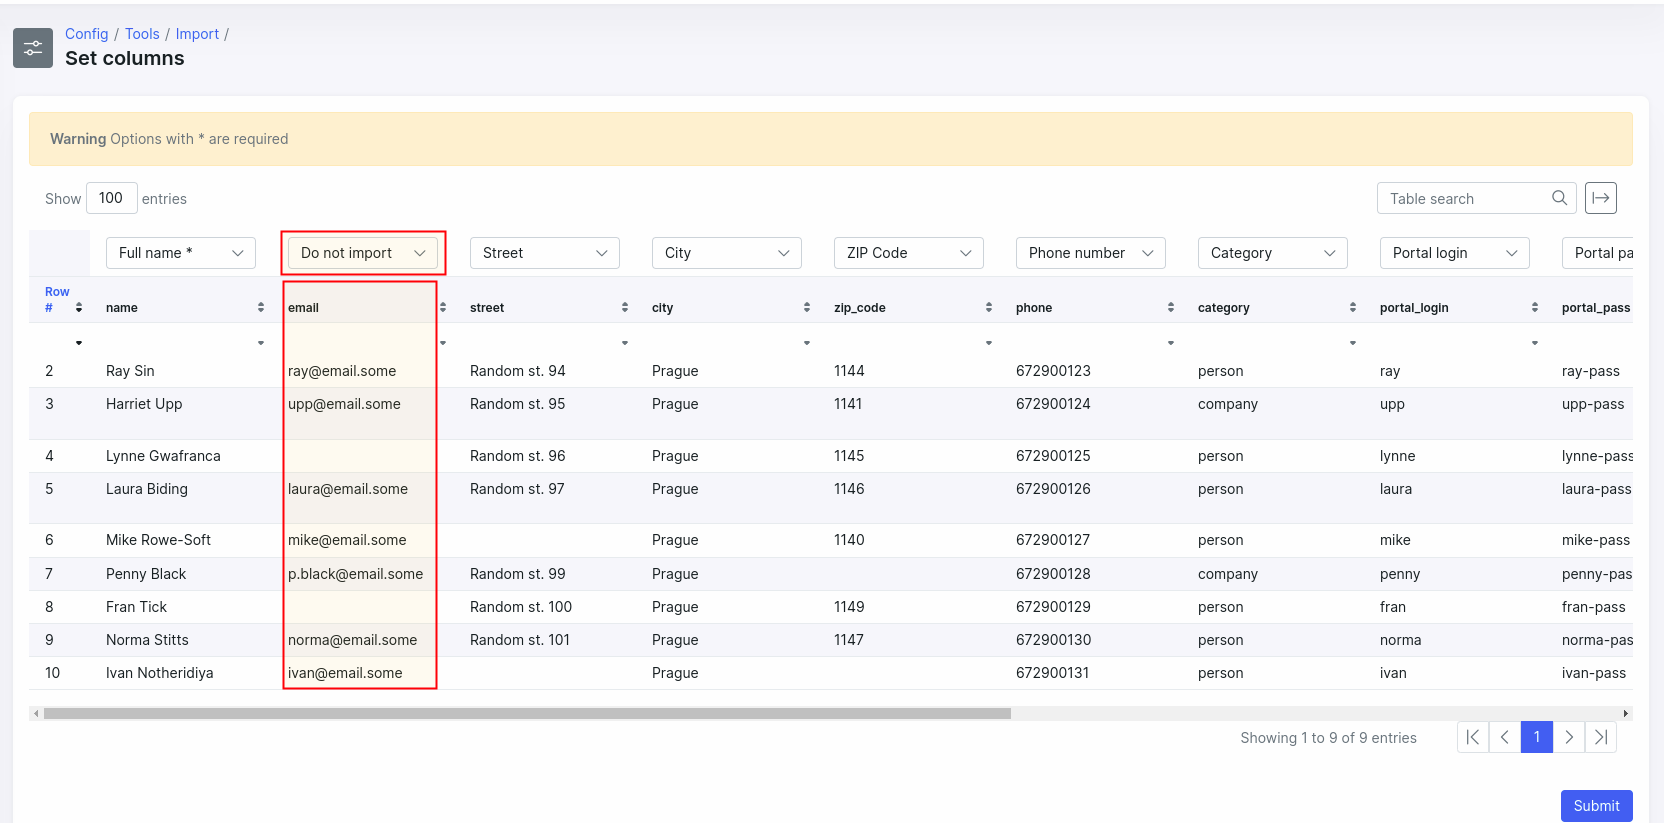 Config / Tools / Import /
Set columns
Warning Options with * are required
Show 100 entries
Table search
Full name * Do not import Street City ZIP Code Phone number Category Portal login Portal pa
Row # name email street city zip_code phone category portal_login portal_pass
2 Ray Sin ray@email.some Random st. 94 Prague 1144 672900123 person ray ray-pass
3 Harriet Upp upp@email.some Random st. 95 Prague 1141 672900124 company upp upp-pass
4 Lynne Gwafranca Random st. 96 Prague 1145 672900125 person lynne lynne-pass
5 Laura Biding laura@email.some Random st. 97 Prague 1146 672900126 person laura laura-pass
6 Mike Rowe-Soft mike@email.some Prague 1140 672900127 person mike mike-pass
7 Penny Black p.black@email.some Random st. 99 Prague 672900128 company penny penny-pas
8 Fran Tick Random st. 100 Prague 1149 672900129 person fran fran-pass
9 Norma Stitts norma@email.some Random st. 101 Prague 1147 672900130 person norma norma-pas
10 Ivan Notheridiya ivan@email.some Prague 672900131 person ivan ivan-pass
Showing 1 to 9 of 9 entries
1
Submit